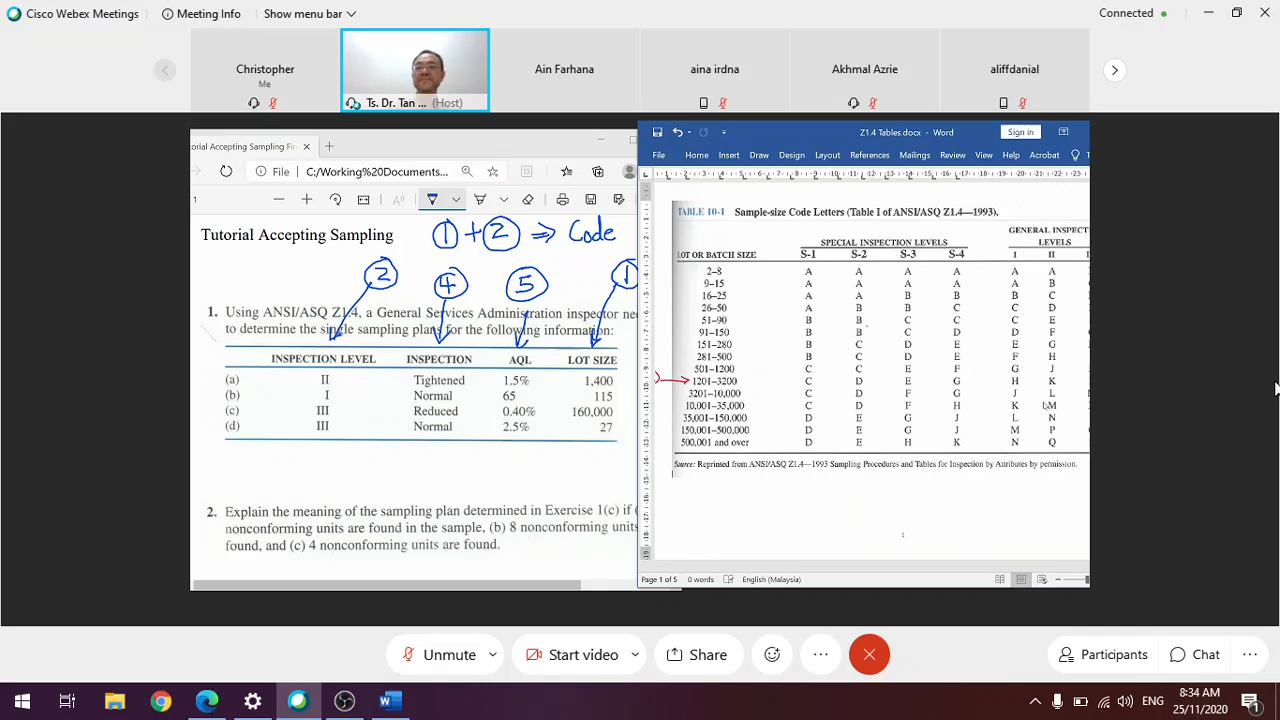 Cisco Webex Meetings
Meeting Info
Show menu bar
Connected
Christopher
Me
Ts. Dr. Tan ... (Host)
Ain Farhana
aina irdna
Akhmal Azrie
aliffdanial
orial Accepting Sampling Fi
File C:/Working%20Documents...
1
Tutorial Accepting Sampling
1 + 2 ⇒ Code
2 4 5 1
1. Using ANSI/ASQ Z1.4, a General Services Administration inspector nee
to determine the single sampling plans for the following information:
INSPECTION LEVEL INSPECTION AQL LOT SIZE
(a) II Tightened 1.5% 1,400
(b) I Normal 65 115
(c) III Reduced 0.40% 160,000
(d) III Normal 2.5% 27
2. Explain the meaning of the sampling plan determined in Exercise 1(c) if (
nonconforming units are found in the sample, (b) 8 nonconforming units
found, and (c) 4 nonconforming units are found.
Z1.4 Tables.docx - Word
Sign in
File Home Insert Draw Design Layout References Mailings Review View Help Acrobat
TABLE 10-1 Sample-size Code Letters (Table I of ANSI/ASQ Z1.4—1993).
SPECIAL INSPECTION LEVELS
GENERAL INSPECT
LEVELS
LOT OR BATCH SIZE S-1 S-2 S-3 S-4 I II
2–8 A A A A A A
9–15 A A A A A B
16–25 A A B B B C
26–50 A B B C C D
51–90 B B C C C E
91–150 B B C D D F
151–280 B C D E E G
281–500 B C D E F H
501–1200 C C E F G J
1201–3200 C D E G H K
3201–10,000 C D F G J L
10,001–35,000 C D F H K M
35,001–150,000 D E G J L N
150,001–500,000 D E G J M P
500,001 and over D E H K N Q
Source: Reprinted from ANSI/ASQ Z1.4—1993 Sampling Procedures and Tables for Inspection by Attributes by permission.
Page 1 of 5 0 words English (Malaysia)
Unmute
Start video
Share
Participants
Chat
ENG
8:34 AM
25/11/2020
1